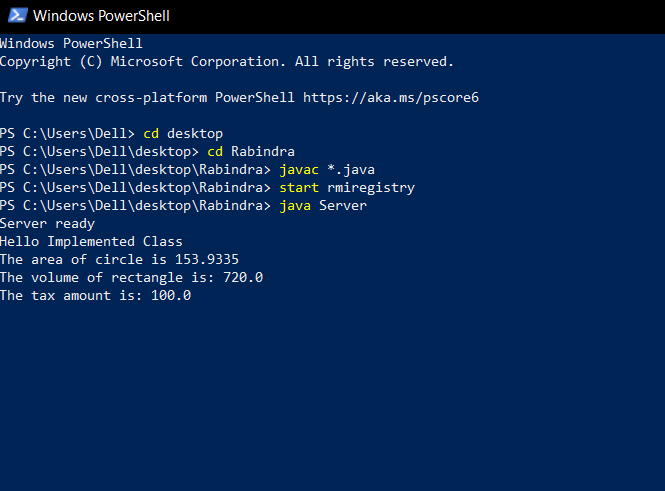 Windows PowerShell
Windows PowerShell
Copyright (C) Microsoft Corporation. All rights reserved.
Try the new cross-platform PowerShell https://aka.ms/pscore6
PS C:\Users\Dell> cd desktop
PS C:\Users\Dell\desktop> cd Rabindra
PS C:\Users\Dell\desktop\Rabindra> javac *.java
PS C:\Users\Dell\desktop\Rabindra> start rmiregistry
PS C:\Users\Dell\desktop\Rabindra> java Server
Server ready
Hello Implemented Class
The area of circle is 153.9335
The volume of rectangle is: 720.0
The tax amount is: 100.0